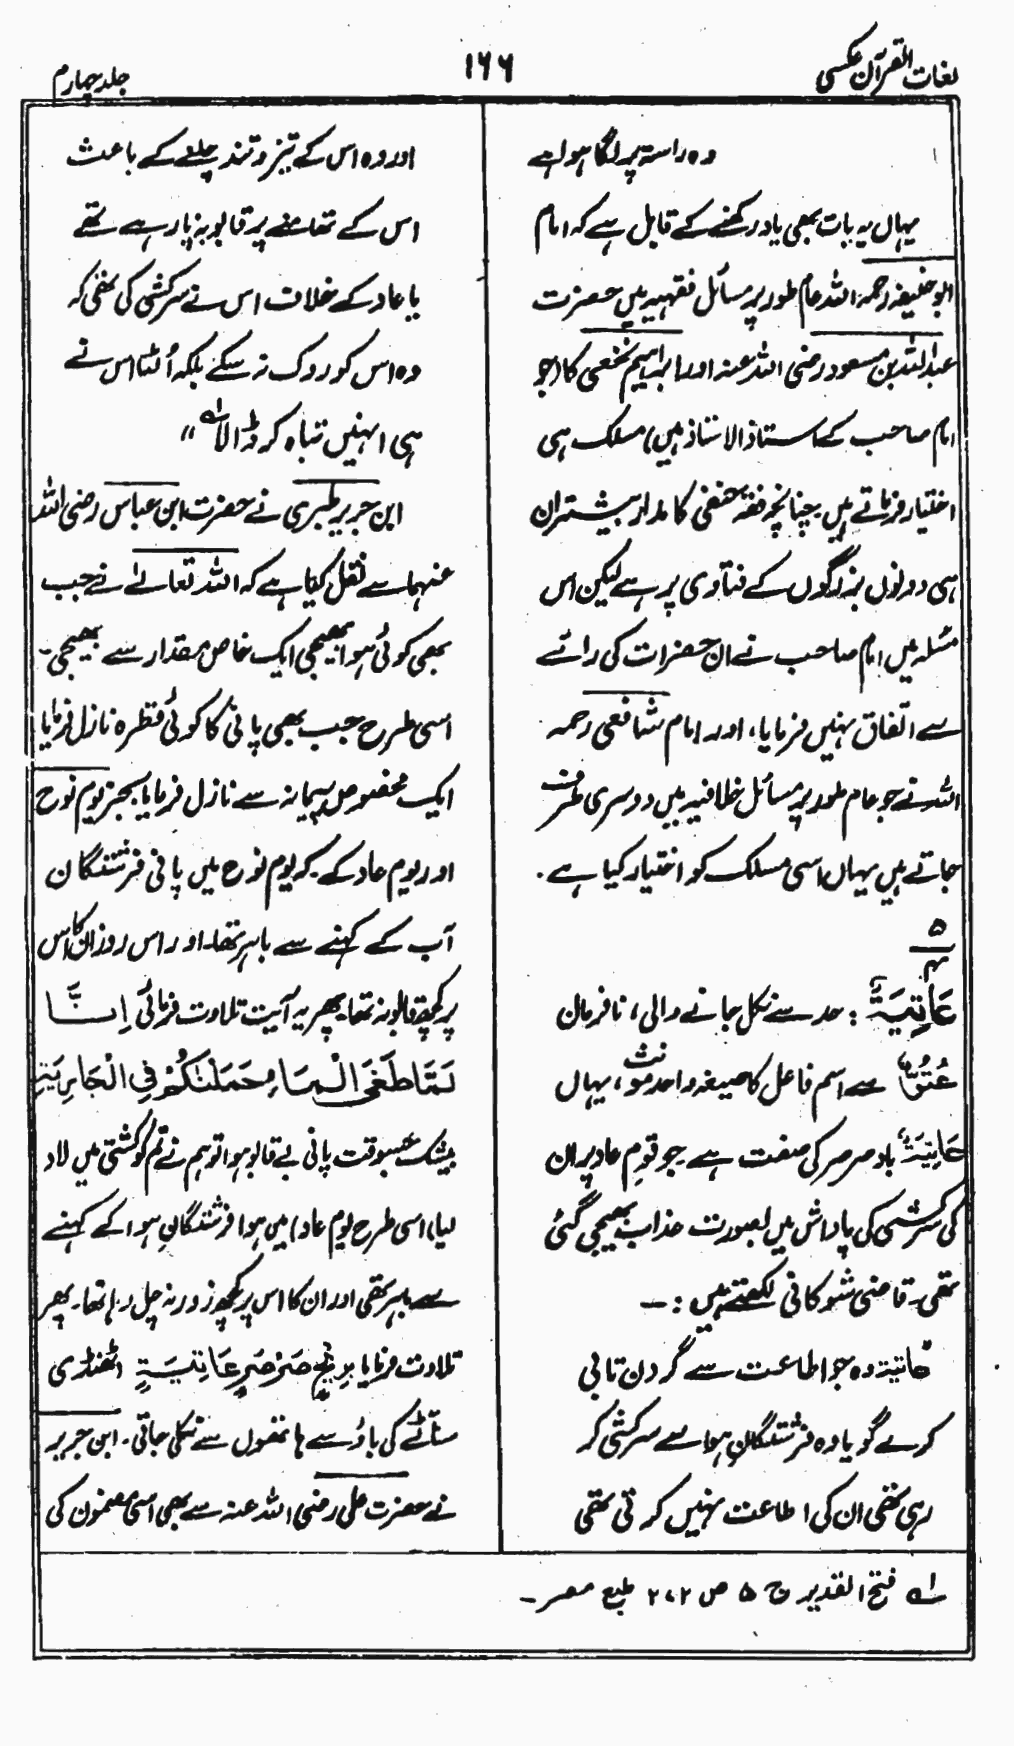 لغات القرآن عکسی
۱۶۶
جلد چہارم
وہ راستہ پر لگا ہوا ہے
یہاں یہ بات بھی یاد رکھنے کے قابل ہے کہ امام
ابو حنیفہ رحمہ اللہ عام طور پر مسائل فقہیہ میں حضرت
عبداللہ بن مسعود رضی اللہ عنہ اور ابراہیم نخعی کا (جو
امام صاحب کے استاذ الاستاذ ہیں) مسلک ہی
اختیار فرماتے ہیں چنانچہ فقہ حنفی کا مدار بیشتر ان
ہی دونوں بزرگوں کے فتاوی پر ہے لیکن اس
مسئلہ میں امام صاحب نے ان حضرات کی رائے
سے اتفاق نہیں فرمایا، اور امام شافعی رحمہ
اللہ نے جو عام طور پر مسائل خلافیہ میں دوسری طرف
جاتے ہیں یہاں اسی مسلک کو اختیار کیا ہے۔
۵
۴
عَاتِيَةٍ : حد سے نکل جانے والی، نافرمان
عُتُوٌّ سے اسم فاعل کا صیغہ واحد مونث، یہاں
عَاتِيَةٌ باد صرصر کی صفت ہے جو قومِ عاد پر ان
کی سرکشی کی پاداش میں بصورت عذاب بھیجی گئی
تھی۔ قاضی شوکانی لکھتے ہیں :۔
عاتیۃ وہ جو اطاعت سے گردن تابی
کرے گویا وہ فرشتگانِ ہوا سے سرکشی کر
رہی تھی ان کی اطاعت نہیں کرتی تھی
اور وہ اس کے تیز و تند چلنے کے باعث
اس کے تھامنے پر قابو نہ پا رہے تھے
یا عاد کے خلاف اس نے سرکشی کی تھی کہ
وہ اس کو روک نہ سکے بلکہ اُلٹا اس نے
ہی انہیں تباہ کر ڈالا لہ "
ابن جریر طبری نے حضرت ابن عباس رضی اللہ
عنہما سے نقل کیا ہے کہ اللہ تعالےٰ نے جب
بھی کوئی ہوا بھیجی ایک خاص مقدار سے بھیجی۔
اسی طرح جب بھی پانی کا کوئی قطرہ نازل فرمایا
ایک مخصوص پیمانہ سے نازل فرمایا بجز یوم نوح
اور یوم عاد کے۔ کہ یوم نوح میں پانی فرشتگان
آب کے کہنے سے باہر تھا۔ اور اس روز ان کا اس
پر کچھ قابو نہ تھا۔ پھر یہ آیت تلاوت فرمائی اِنَّا
لَمَّا طَغَى الْمَاءُ حَمَلْنٰكُمْ فِي الْجَارِيَةِ
بیشک جسوقت پانی بے قابو ہوا تو ہم نے تم کو کشتی میں لاد
لیا) اسی طرح یوم عاد میں ہوا فرشتگانِ ہوا کے کہنے
سے باہر تھی اور ان کا اس پر کچھ زور نہ چل رہا تھا۔ پھر
تلاوت فرمایا بِرِيْحٍ صَرْصَرٍ عَاتِيَةٍ (ٹھنڈی
سنّاٹے کی باؤ سے ہاتھوں سے نکلی جاتی۔ ابن جریر
نے حضرت علی رضی اللہ عنہ سے بھی اسی مضمون کی
لہ فتح القدیر ج ۵ ص ۲۷۲ طبع مصر۔